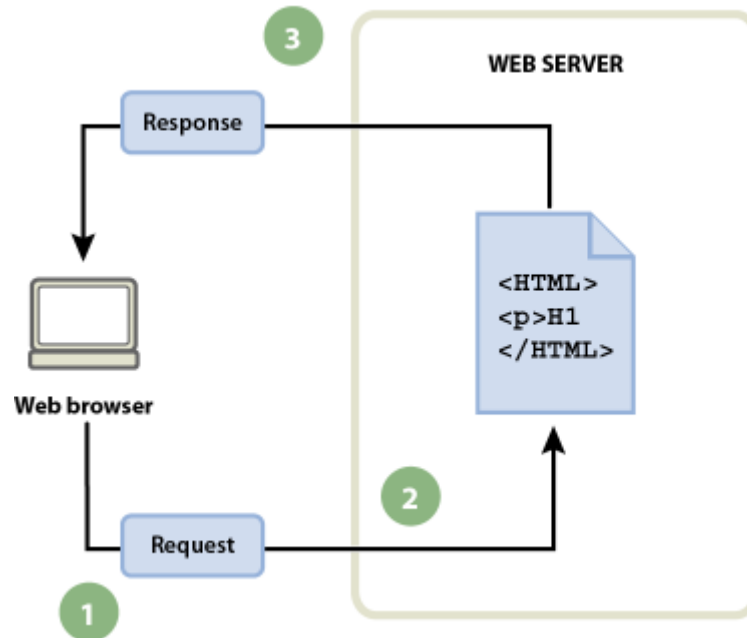 3
WEB SERVER
Response
<HTML>
<p>H1
</HTML>
Web browser
2
Request
1